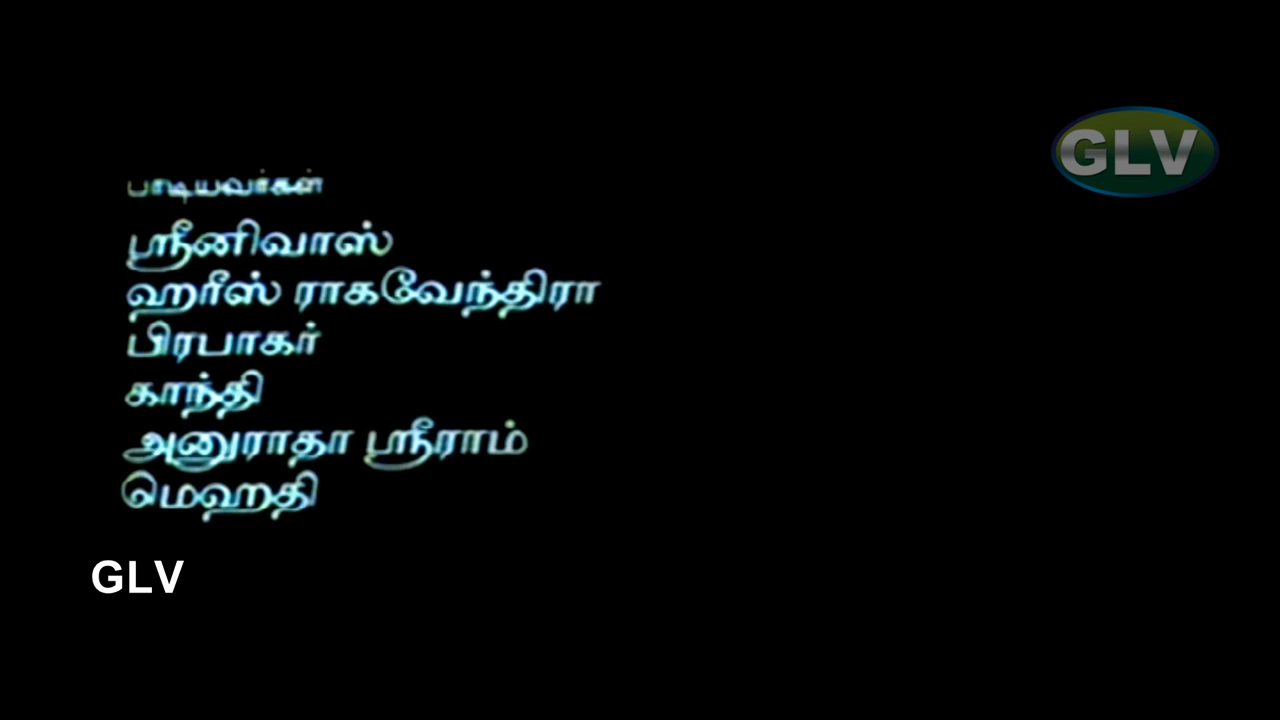 GLV
பாடியவர்கள்
ஸ்ரீனிவாஸ்
ஹரீஸ் ராகவேந்திரா
பிரபாகர்
காந்தி
அனுராதா ஸ்ரீராம்
மெஹதி
GLV